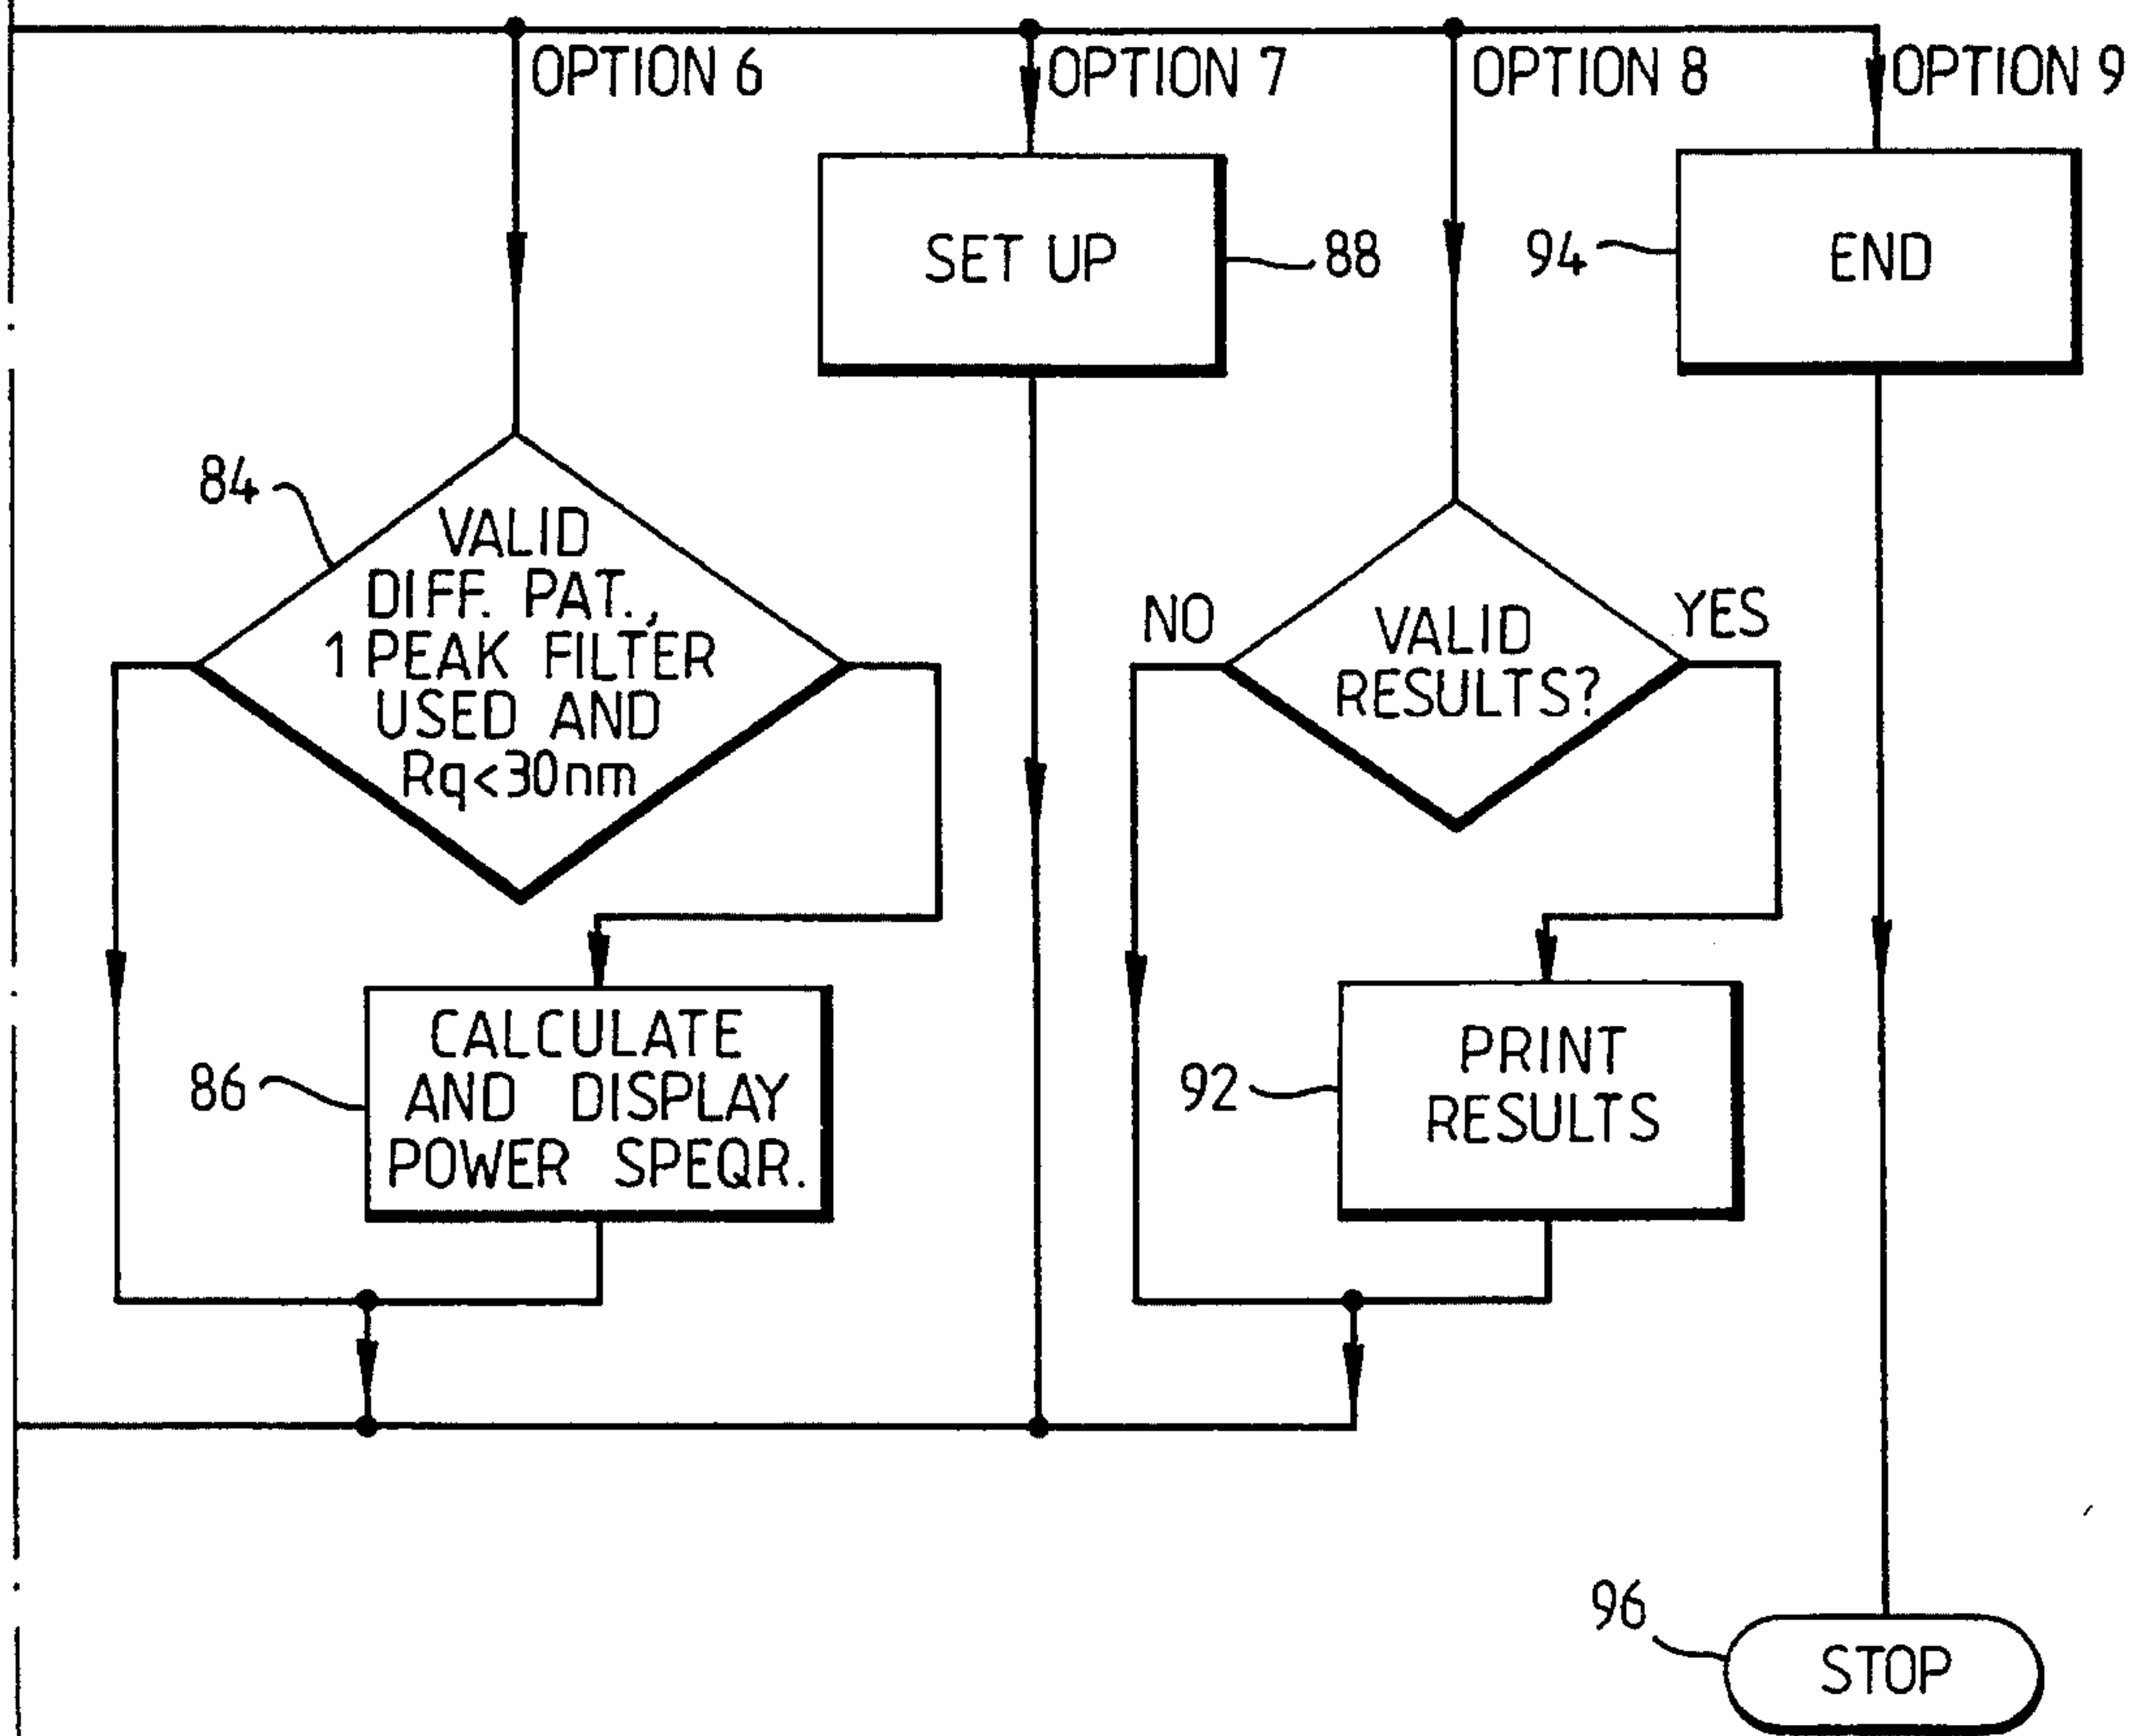 OPTION 6
OPTION 7
OPTION 8
OPTION 9
SET UP
88
94
END
84
VALID
DIFF. PAT.,
1 PEAK FILTER
USED AND
Rq<30nm
NO
VALID
RESULTS?
YES
86
CALCULATE
AND DISPLAY
POWER SPEQR.
92
PRINT
RESULTS
96
STOP